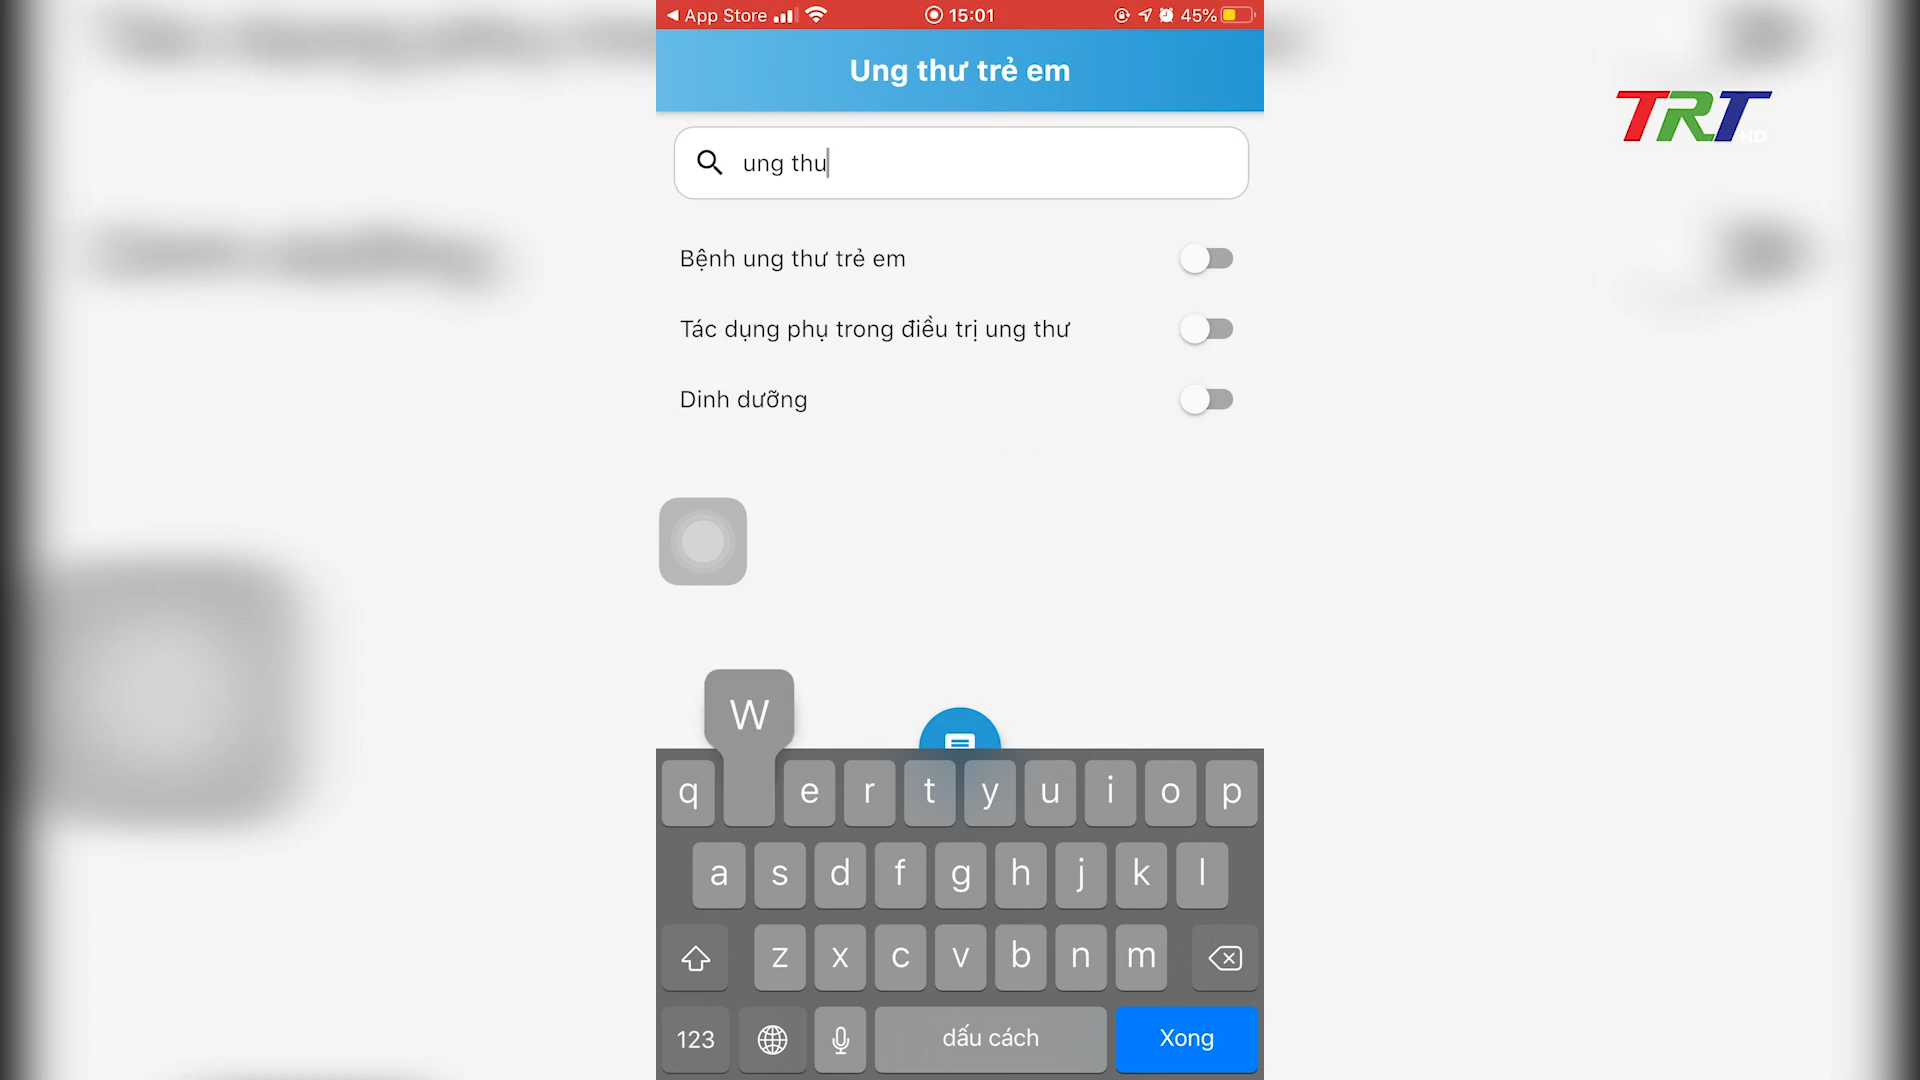 App Store 15:01 45%
Ung thư trẻ em
TRT HD
ung thu
Bệnh ung thư trẻ em
Tác dụng phụ trong điều trị ung thư
Dinh dưỡng
W
q e r t y u i o p
a s d f g h j k l
z x c v b n m
123 dấu cách Xong